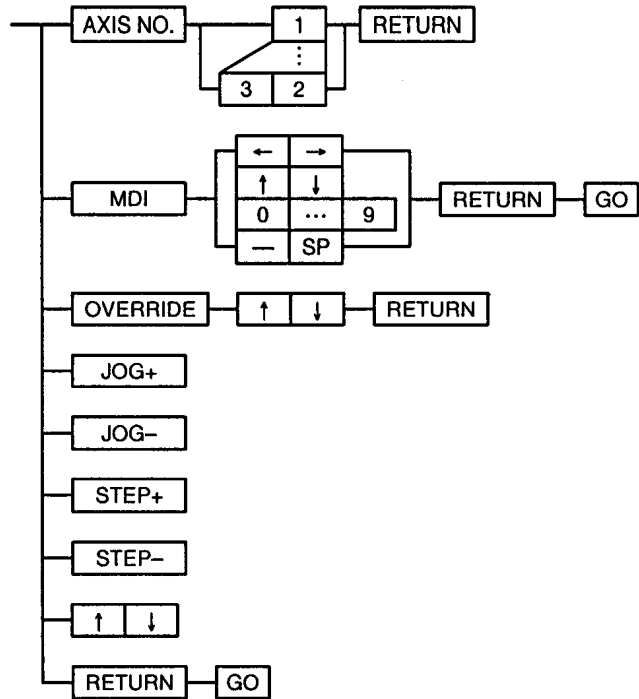 AXIS NO. 1 RETURN
⋮
3 2
← →
↑ ↓
MDI 0 ... 9 RETURN GO
— SP
OVERRIDE ↑ ↓ RETURN
JOG+
JOG–
STEP+
STEP–
↑ ↓
RETURN GO